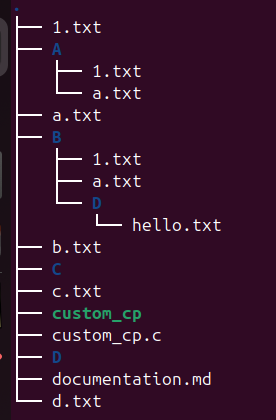 .
1.txt
A
1.txt
a.txt
a.txt
B
1.txt
a.txt
D
hello.txt
b.txt
C
c.txt
custom_cp
custom_cp.c
D
documentation.md
d.txt